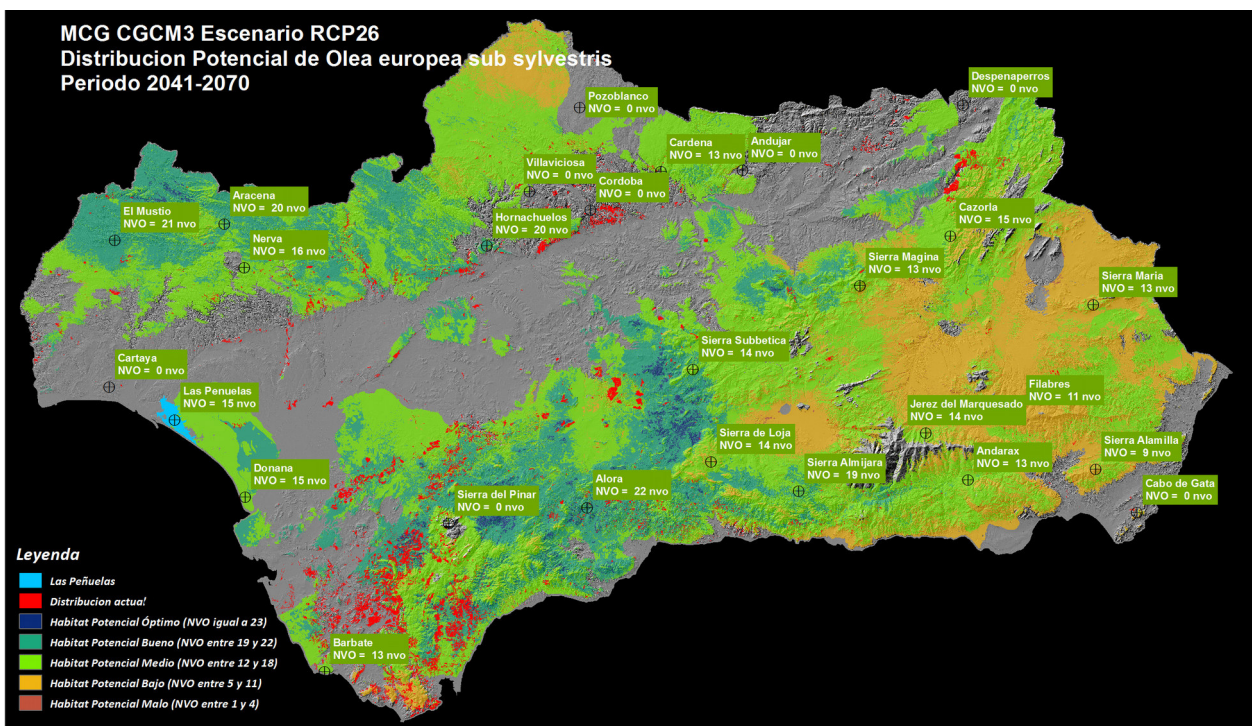 MCG CGCM3 Escenario RCP26
Distribucion Potencial de Olea europea sub sylvestris
Periodo 2041-2070
Despenaperros
NVO = 0 nvo
Pozoblanco
NVO = 0 nvo
Cardena
NVO = 13 nvo
Andujar
NVO = 0 nvo
Villaviciosa
NVO = 0 nvo
Cordoba
NVO = 0 nvo
Aracena
NVO = 20 nvo
El Mustio
NVO = 21 nvo
Hornachuelos
NVO = 20 nvo
Cazorla
NVO = 15 nvo
Nerva
NVO = 16 nvo
Sierra Magina
NVO = 13 nvo
Sierra Maria
NVO = 13 nvo
Sierra Subbetica
NVO = 14 nvo
Cartaya
NVO = 0 nvo
Las Penuelas
NVO = 15 nvo
Filabres
NVO = 11 nvo
Jerez del Marquesado
NVO = 14 nvo
Sierra de Loja
NVO = 14 nvo
Sierra Alamilla
NVO = 9 nvo
Donana
NVO = 15 nvo
Sierra Almijara
NVO = 19 nvo
Andarax
NVO = 13 nvo
Alora
NVO = 22 nvo
Sierra del Pinar
NVO = 0 nvo
Cabo de Gata
NVO = 0 nvo
Barbate
NVO = 13 nvo
Leyenda
Las Peñuelas
Distribucion actua!
Habitat Potencial Óptimo (NVO igual a 23)
Habitat Potencial Bueno (NVO entre 19 y 22)
Habitat Potencial Medio (NVO entre 12 y 18)
Habitat Potencial Bajo (NVO entre 5 y 11)
Habitat Potencial Malo (NVO entre 1 y 4)